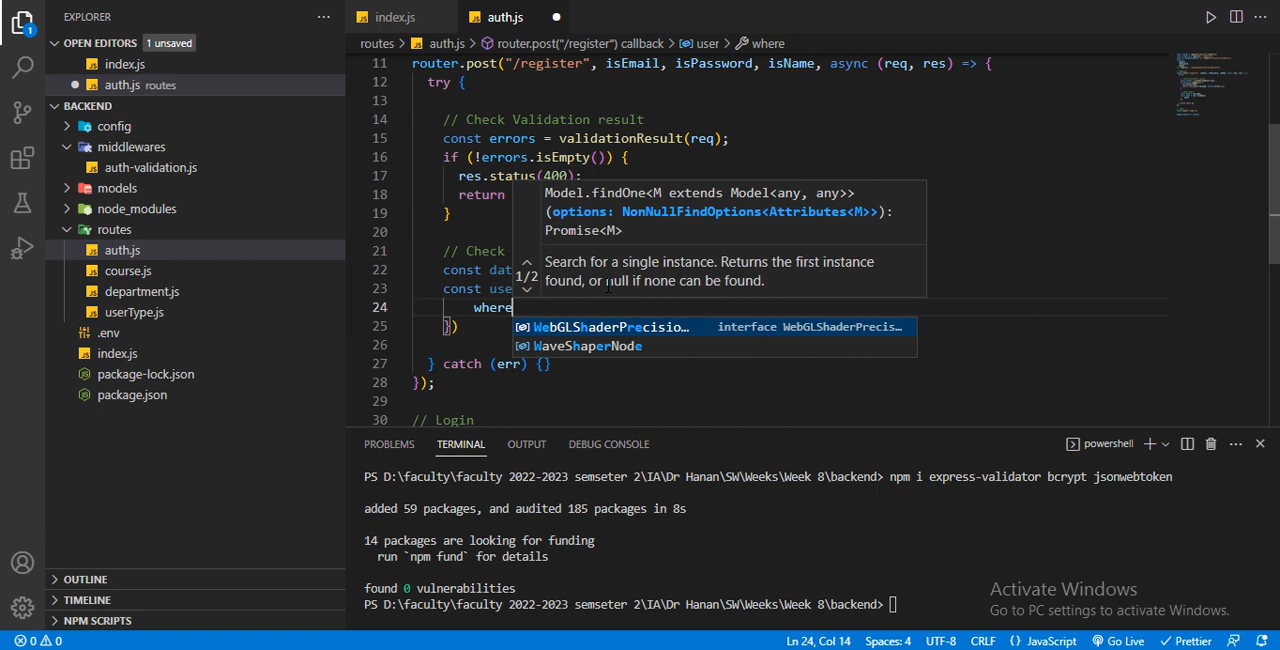 EXPLORER
index.js
auth.js
OPEN EDITORS 1 unsaved
index.js
auth.js routes
BACKEND
config
middlewares
auth-validation.js
models
node_modules
routes
auth.js
course.js
department.js
userType.js
.env
index.js
package-lock.json
package.json
OUTLINE
TIMELINE
NPM SCRIPTS
routes > auth.js > router.post("/register") callback > user > where
11 router.post("/register", isEmail, isPassword, isName, async (req, res) => {
12 try {
13
14 // Check Validation result
15 const errors = validationResult(req);
16 if (!errors.isEmpty()) {
17 res.status(400);
18 return
19 }
20
21 // Check
22 const dat
23 const use
24 where
25 })
26
27 } catch (err) {}
28 });
29
30 // Login
Model.findOne<M extends Model<any, any>>
(options: NonNullFindOptions<Attributes<M>>):
Promise<M>
1/2
Search for a single instance. Returns the first instance
found, or null if none can be found.
WebGLShaderPrecisio... interface WebGLShaderPrecis...
WaveShaperNode
PROBLEMS TERMINAL OUTPUT DEBUG CONSOLE
powershell
PS D:\faculty\faculty 2022-2023 semseter 2\IA\Dr Hanan\SW\Weeks\Week 8\backend> npm i express-validator bcrypt jsonwebtoken
added 59 packages, and audited 185 packages in 8s
14 packages are looking for funding
run `npm fund` for details
found 0 vulnerabilities
PS D:\faculty\faculty 2022-2023 semseter 2\IA\Dr Hanan\SW\Weeks\Week 8\backend>
Activate Windows
Go to PC settings to activate Windows.
1
0 0
Ln 24, Col 14 Spaces: 4 UTF-8 CRLF {} JavaScript Go Live Prettier